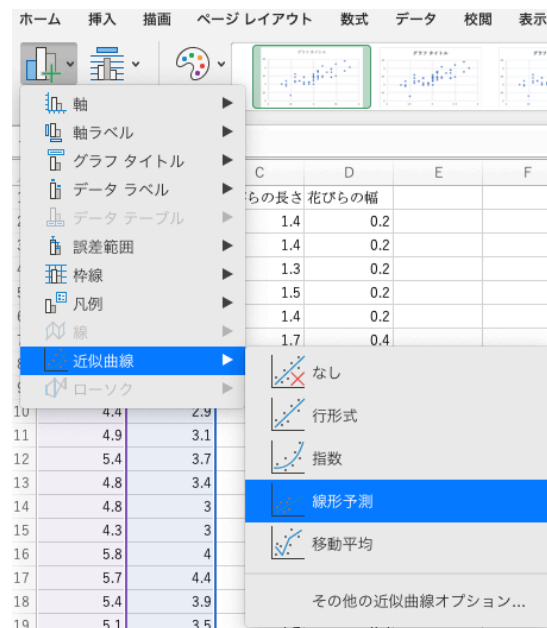 ホーム 挿入 描画 ページ レイアウト 数式 データ 校閲 表示
軸
軸ラベル
グラフ タイトル
データ ラベル
データ テーブル
誤差範囲
枠線
凡例
線
近似曲線
ローソク
C D E F
らの長さ 花びらの幅
1.4 0.2
1.4 0.2
1.3 0.2
1.5 0.2
1.4 0.2
1.7 0.4
なし
行形式
指数
線形予測
移動平均
その他の近似曲線オプション...
10 4.4 2.9
11 4.9 3.1
12 5.4 3.7
13 4.8 3.4
14 4.8 3
15 4.3 3
16 5.8 4
17 5.7 4.4
18 5.4 3.9
19 5.1 3.5